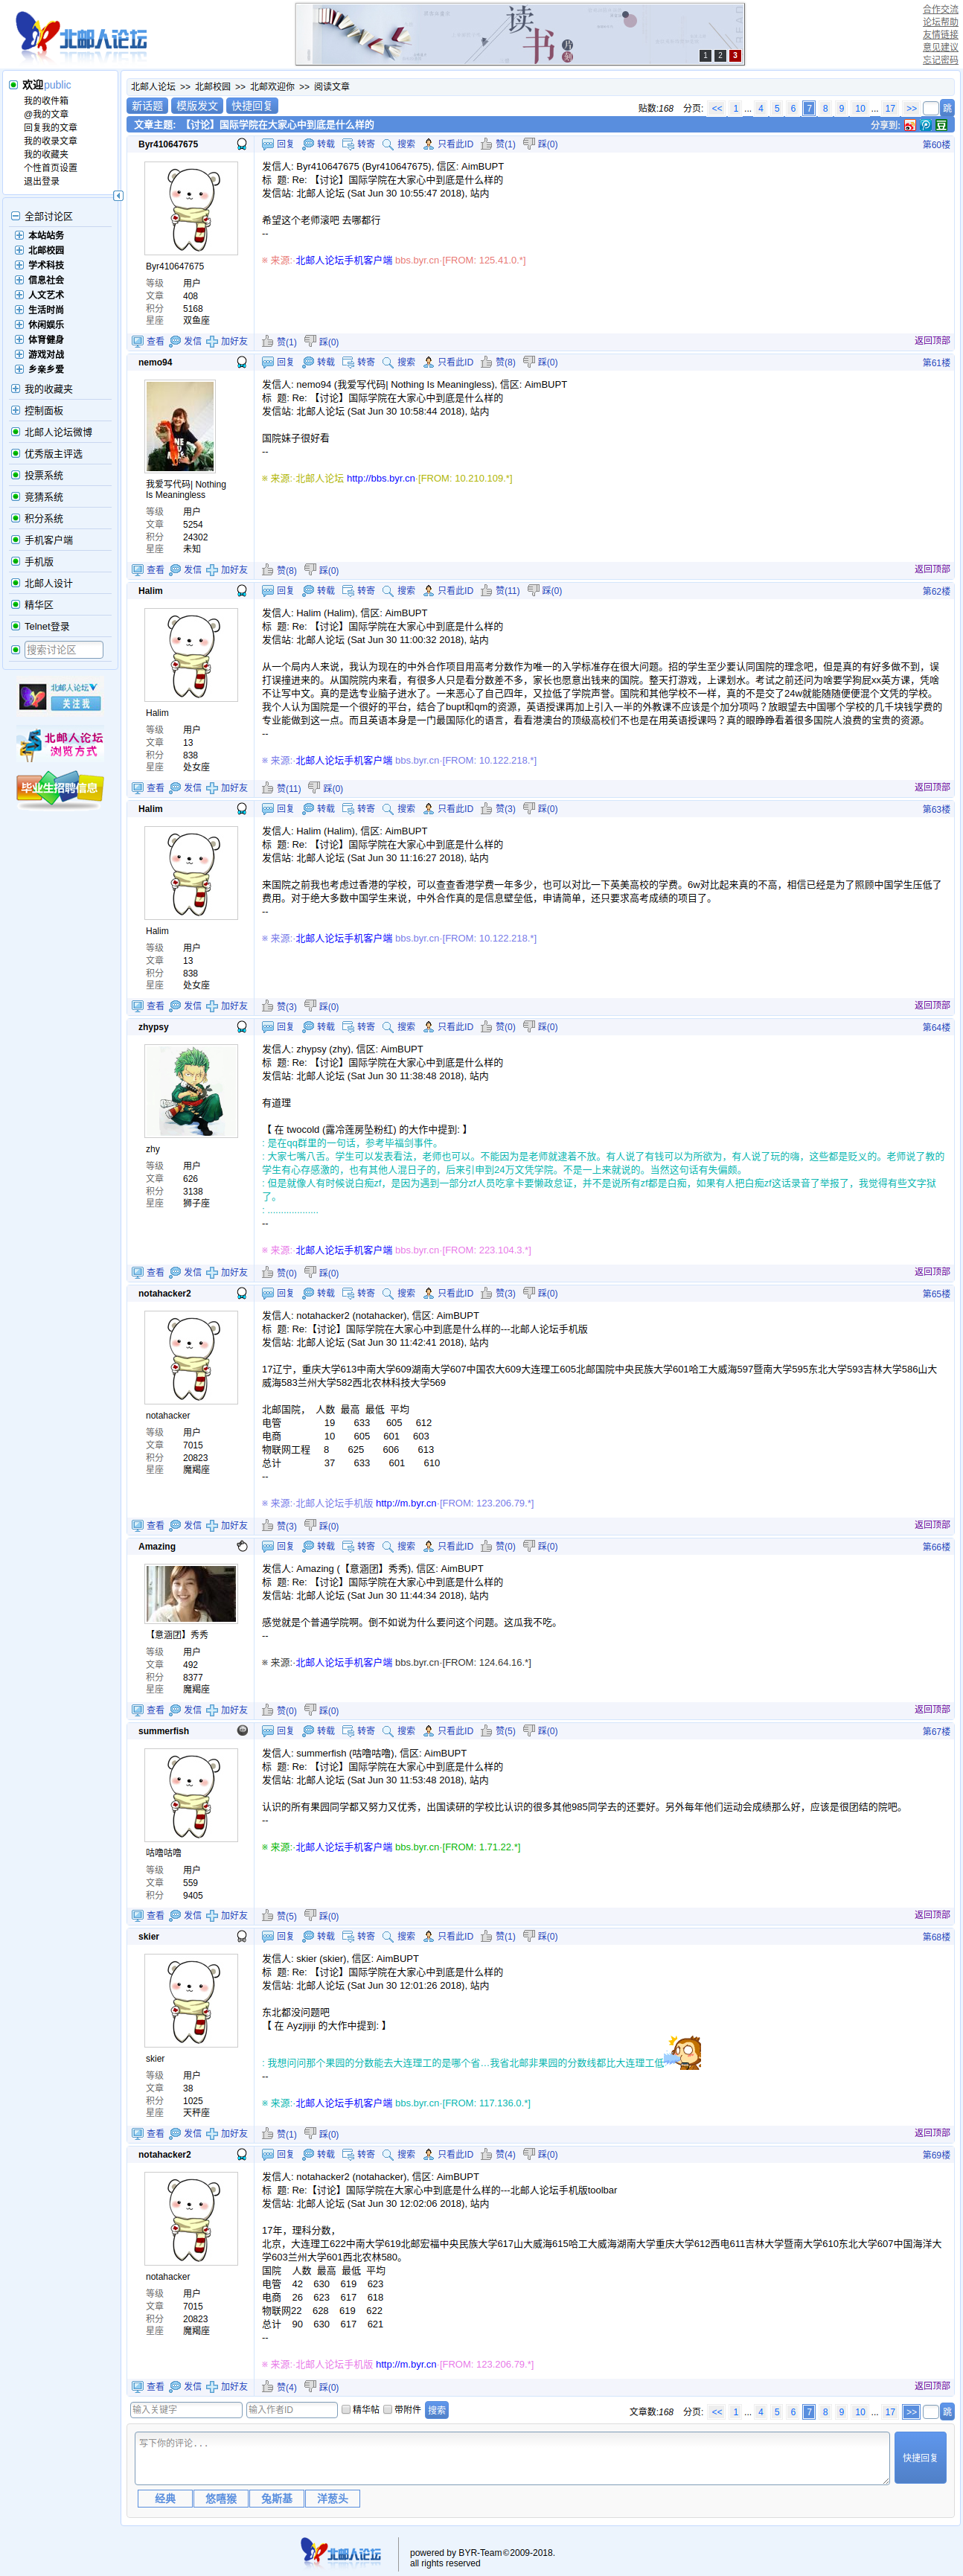 北邮人论坛
读书
1 2 3
合作交流
论坛帮助
友情链接
意见建议
忘记密码
欢迎public
我的收件箱
@我的文章
回复我的文章
我的收录文章
我的收藏夹
个性首页设置
退出登录
全部讨论区
本站站务
北邮校园
学术科技
信息社会
人文艺术
生活时尚
休闲娱乐
体育健身
游戏对战
乡亲乡爱
我的收藏夹
控制面板
北邮人论坛微博
优秀版主评选
投票系统
竞猜系统
积分系统
手机客户端
手机版
北邮人设计
精华区
Telnet登录
搜索讨论区
北邮人论坛
关注我
北邮人论坛
浏览方式
毕业生招聘信息
北邮人论坛 >> 北邮校园 >> 北邮欢迎你 >> 阅读文章
新话题 模版发文 快捷回复
贴数:168 分页: << 1 ... 4 5 6 7 8 9 10 ... 17 >> 跳
文章主题: 【讨论】国际学院在大家心中到底是什么样的 分享到:
Byr410647675 回复 转载 转寄 搜索 只看此ID 赞(1) 踩(0) 第60楼
发信人: Byr410647675 (Byr410647675), 信区: AimBUPT
标 题: Re: 【讨论】国际学院在大家心中到底是什么样的
发信站: 北邮人论坛 (Sat Jun 30 10:55:47 2018), 站内
希望这个老师滚吧 去哪都行
--
※ 来源:·北邮人论坛手机客户端 bbs.byr.cn·[FROM: 125.41.0.*]
Byr410647675
等级 用户
文章 408
积分 5168
星座 双鱼座
查看 发信 加好友 赞(1) 踩(0) 返回顶部
nemo94 回复 转载 转寄 搜索 只看此ID 赞(8) 踩(0) 第61楼
发信人: nemo94 (我爱写代码| Nothing Is Meaningless), 信区: AimBUPT
标 题: Re: 【讨论】国际学院在大家心中到底是什么样的
发信站: 北邮人论坛 (Sat Jun 30 10:58:44 2018), 站内
国院妹子很好看
--
※ 来源:·北邮人论坛 http://bbs.byr.cn·[FROM: 10.210.109.*]
我爱写代码| Nothing
Is Meaningless
等级 用户
文章 5254
积分 24302
星座 未知
查看 发信 加好友 赞(8) 踩(0) 返回顶部
Halim 回复 转载 转寄 搜索 只看此ID 赞(11) 踩(0) 第62楼
发信人: Halim (Halim), 信区: AimBUPT
标 题: Re: 【讨论】国际学院在大家心中到底是什么样的
发信站: 北邮人论坛 (Sat Jun 30 11:00:32 2018), 站内
从一个局内人来说，我认为现在的中外合作项目用高考分数作为唯一的入学标准存在很大问题。招的学生至少要认同国院的理念吧，但是真的有好多做不到，误
打误撞进来的。从国院院内来看，有很多人只是看分数差不多，家长也愿意出钱来的国院。整天打游戏，上课划水。考试之前还问为啥要学狗屁xx英方课，凭啥
不让写中文。真的是选专业脑子进水了。一来恶心了自己四年，又拉低了学院声誉。国院和其他学校不一样，真的不是交了24w就能随随便便混个文凭的学校。
我个人认为国院是一个很好的平台，结合了bupt和qm的资源，英语授课再加上引入一半的外教课不应该是个加分项吗？放眼望去中国哪个学校的几千块钱学费的
专业能做到这一点。而且英语本身是一门最国际化的语言，看看港澳台的顶级高校们不也是在用英语授课吗？真的眼睁睁看着很多国院人浪费的宝贵的资源。
--
※ 来源:·北邮人论坛手机客户端 bbs.byr.cn·[FROM: 10.122.218.*]
Halim
等级 用户
文章 13
积分 838
星座 处女座
查看 发信 加好友 赞(11) 踩(0) 返回顶部
Halim 回复 转载 转寄 搜索 只看此ID 赞(3) 踩(0) 第63楼
发信人: Halim (Halim), 信区: AimBUPT
标 题: Re: 【讨论】国际学院在大家心中到底是什么样的
发信站: 北邮人论坛 (Sat Jun 30 11:16:27 2018), 站内
来国院之前我也考虑过香港的学校，可以查查香港学费一年多少，也可以对比一下英美高校的学费。6w对比起来真的不高，相信已经是为了照顾中国学生压低了
费用。对于绝大多数中国学生来说，中外合作真的是信息壁垒低，申请简单，还只要求高考成绩的项目了。
--
※ 来源:·北邮人论坛手机客户端 bbs.byr.cn·[FROM: 10.122.218.*]
Halim
等级 用户
文章 13
积分 838
星座 处女座
查看 发信 加好友 赞(3) 踩(0) 返回顶部
zhypsy 回复 转载 转寄 搜索 只看此ID 赞(0) 踩(0) 第64楼
发信人: zhypsy (zhy), 信区: AimBUPT
标 题: Re: 【讨论】国际学院在大家心中到底是什么样的
发信站: 北邮人论坛 (Sat Jun 30 11:38:48 2018), 站内
有道理
【 在 twocold (露冷莲房坠粉红) 的大作中提到: 】
: 是在qq群里的一句话，参考毕福剑事件。
: 大家七嘴八舌。学生可以发表看法，老师也可以。不能因为是老师就速着不放。有人说了有钱可以为所欲为，有人说了玩的嗨，这些都是贬义的。老师说了教的
学生有心存感激的，也有其他人混日子的，后来引申到24万文凭学院。不是一上来就说的。当然这句话有失偏颇。
: 但是就像人有时候说白痴zf，是因为遇到一部分zf人员吃拿卡要懒政怠证，并不是说所有zf都是白痴，如果有人把白痴zf这话录音了举报了，我觉得有些文字狱
了。
: ...................
--
※ 来源:·北邮人论坛手机客户端 bbs.byr.cn·[FROM: 223.104.3.*]
zhy
等级 用户
文章 626
积分 3138
星座 狮子座
查看 发信 加好友 赞(0) 踩(0) 返回顶部
notahacker2 回复 转载 转寄 搜索 只看此ID 赞(3) 踩(0) 第65楼
发信人: notahacker2 (notahacker), 信区: AimBUPT
标 题: Re:【讨论】国际学院在大家心中到底是什么样的---北邮人论坛手机版
发信站: 北邮人论坛 (Sat Jun 30 11:42:41 2018), 站内
17辽宁，重庆大学613中南大学609湖南大学607中国农大609大连理工605北邮国院中央民族大学601哈工大威海597暨南大学595东北大学593吉林大学586山大
威海583兰州大学582西北农林科技大学569
北邮国院， 人数 最高 最低 平均
电管 19 633 605 612
电商 10 605 601 603
物联网工程 8 625 606 613
总计 37 633 601 610
--
※ 来源:·北邮人论坛手机版 http://m.byr.cn·[FROM: 123.206.79.*]
notahacker
等级 用户
文章 7015
积分 20823
星座 魔羯座
查看 发信 加好友 赞(3) 踩(0) 返回顶部
Amazing 回复 转载 转寄 搜索 只看此ID 赞(0) 踩(0) 第66楼
发信人: Amazing (【意涵团】秀秀), 信区: AimBUPT
标 题: Re: 【讨论】国际学院在大家心中到底是什么样的
发信站: 北邮人论坛 (Sat Jun 30 11:44:34 2018), 站内
感觉就是个普通学院啊。倒不如说为什么要问这个问题。这瓜我不吃。
--
※ 来源:·北邮人论坛手机客户端 bbs.byr.cn·[FROM: 124.64.16.*]
【意涵团】秀秀
等级 用户
文章 492
积分 8377
星座 魔羯座
查看 发信 加好友 赞(0) 踩(0) 返回顶部
summerfish 回复 转载 转寄 搜索 只看此ID 赞(5) 踩(0) 第67楼
发信人: summerfish (咕噜咕噜), 信区: AimBUPT
标 题: Re: 【讨论】国际学院在大家心中到底是什么样的
发信站: 北邮人论坛 (Sat Jun 30 11:53:48 2018), 站内
认识的所有果园同学都又努力又优秀，出国读研的学校比认识的很多其他985同学去的还要好。另外每年他们运动会成绩那么好，应该是很团结的院吧。
--
※ 来源:·北邮人论坛手机客户端 bbs.byr.cn·[FROM: 1.71.22.*]
咕噜咕噜
等级 用户
文章 559
积分 9405
查看 发信 加好友 赞(5) 踩(0) 返回顶部
skier 回复 转载 转寄 搜索 只看此ID 赞(1) 踩(0) 第68楼
发信人: skier (skier), 信区: AimBUPT
标 题: Re: 【讨论】国际学院在大家心中到底是什么样的
发信站: 北邮人论坛 (Sat Jun 30 12:01:26 2018), 站内
东北都没问题吧
【 在 Ayzjijiji 的大作中提到: 】
: 我想问问那个果园的分数能去大连理工的是哪个省…我省北邮非果园的分数线都比大连理工低
--
※ 来源:·北邮人论坛手机客户端 bbs.byr.cn·[FROM: 117.136.0.*]
skier
等级 用户
文章 38
积分 1025
星座 天秤座
查看 发信 加好友 赞(1) 踩(0) 返回顶部
notahacker2 回复 转载 转寄 搜索 只看此ID 赞(4) 踩(0) 第69楼
发信人: notahacker2 (notahacker), 信区: AimBUPT
标 题: Re:【讨论】国际学院在大家心中到底是什么样的---北邮人论坛手机版toolbar
发信站: 北邮人论坛 (Sat Jun 30 12:02:06 2018), 站内
17年，理科分数，
北京，大连理工622中南大学619北邮宏福中央民族大学617山大威海615哈工大威海湖南大学重庆大学612西电611吉林大学暨南大学610东北大学607中国海洋大
学603兰州大学601西北农林580。
国院 人数 最高 最低 平均
电管 42 630 619 623
电商 26 623 617 618
物联网22 628 619 622
总计 90 630 617 621
--
※ 来源:·北邮人论坛手机版 http://m.byr.cn·[FROM: 123.206.79.*]
notahacker
等级 用户
文章 7015
积分 20823
星座 魔羯座
查看 发信 加好友 赞(4) 踩(0) 返回顶部
输入关键字 输入作者ID 精华帖 带附件 搜索
文章数:168 分页: << 1 ... 4 5 6 7 8 9 10 ... 17 >> 跳
写下你的评论...
快捷回复
经典 悠嘻猴 兔斯基 洋葱头
北邮人论坛
powered by BYR-Team©2009-2018.
all rights reserved